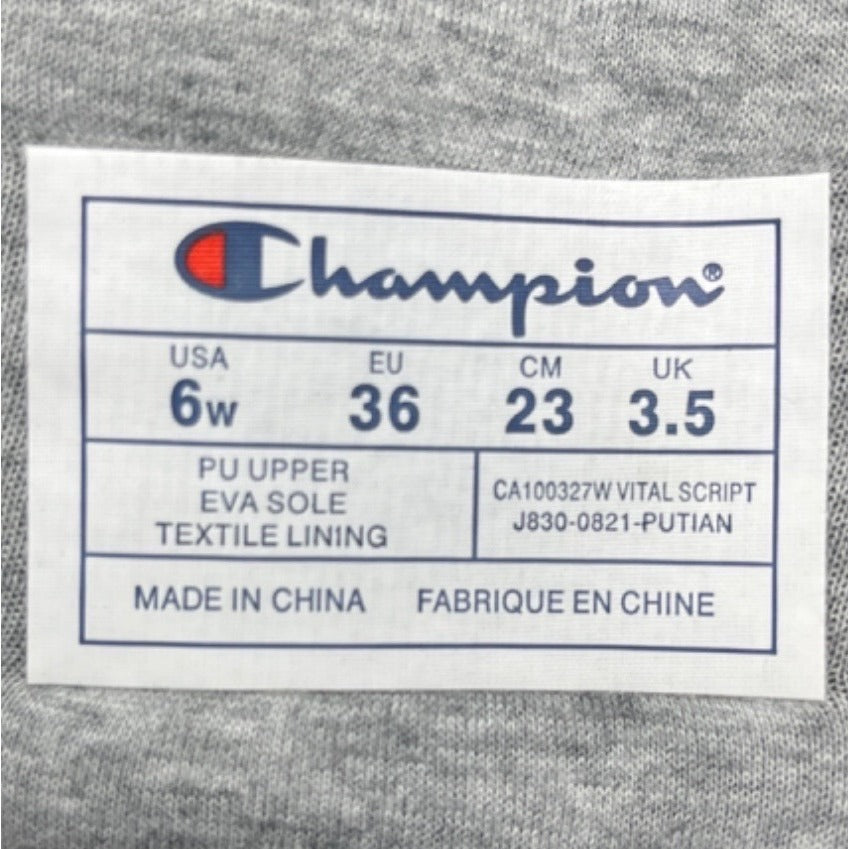 Champion®
USA EU CM UK
6w 36 23 3.5
PU UPPER
EVA SOLE
TEXTILE LINING
CA100327W VITAL SCRIPT
J830-0821-PUTIAN
MADE IN CHINA FABRIQUE EN CHINE